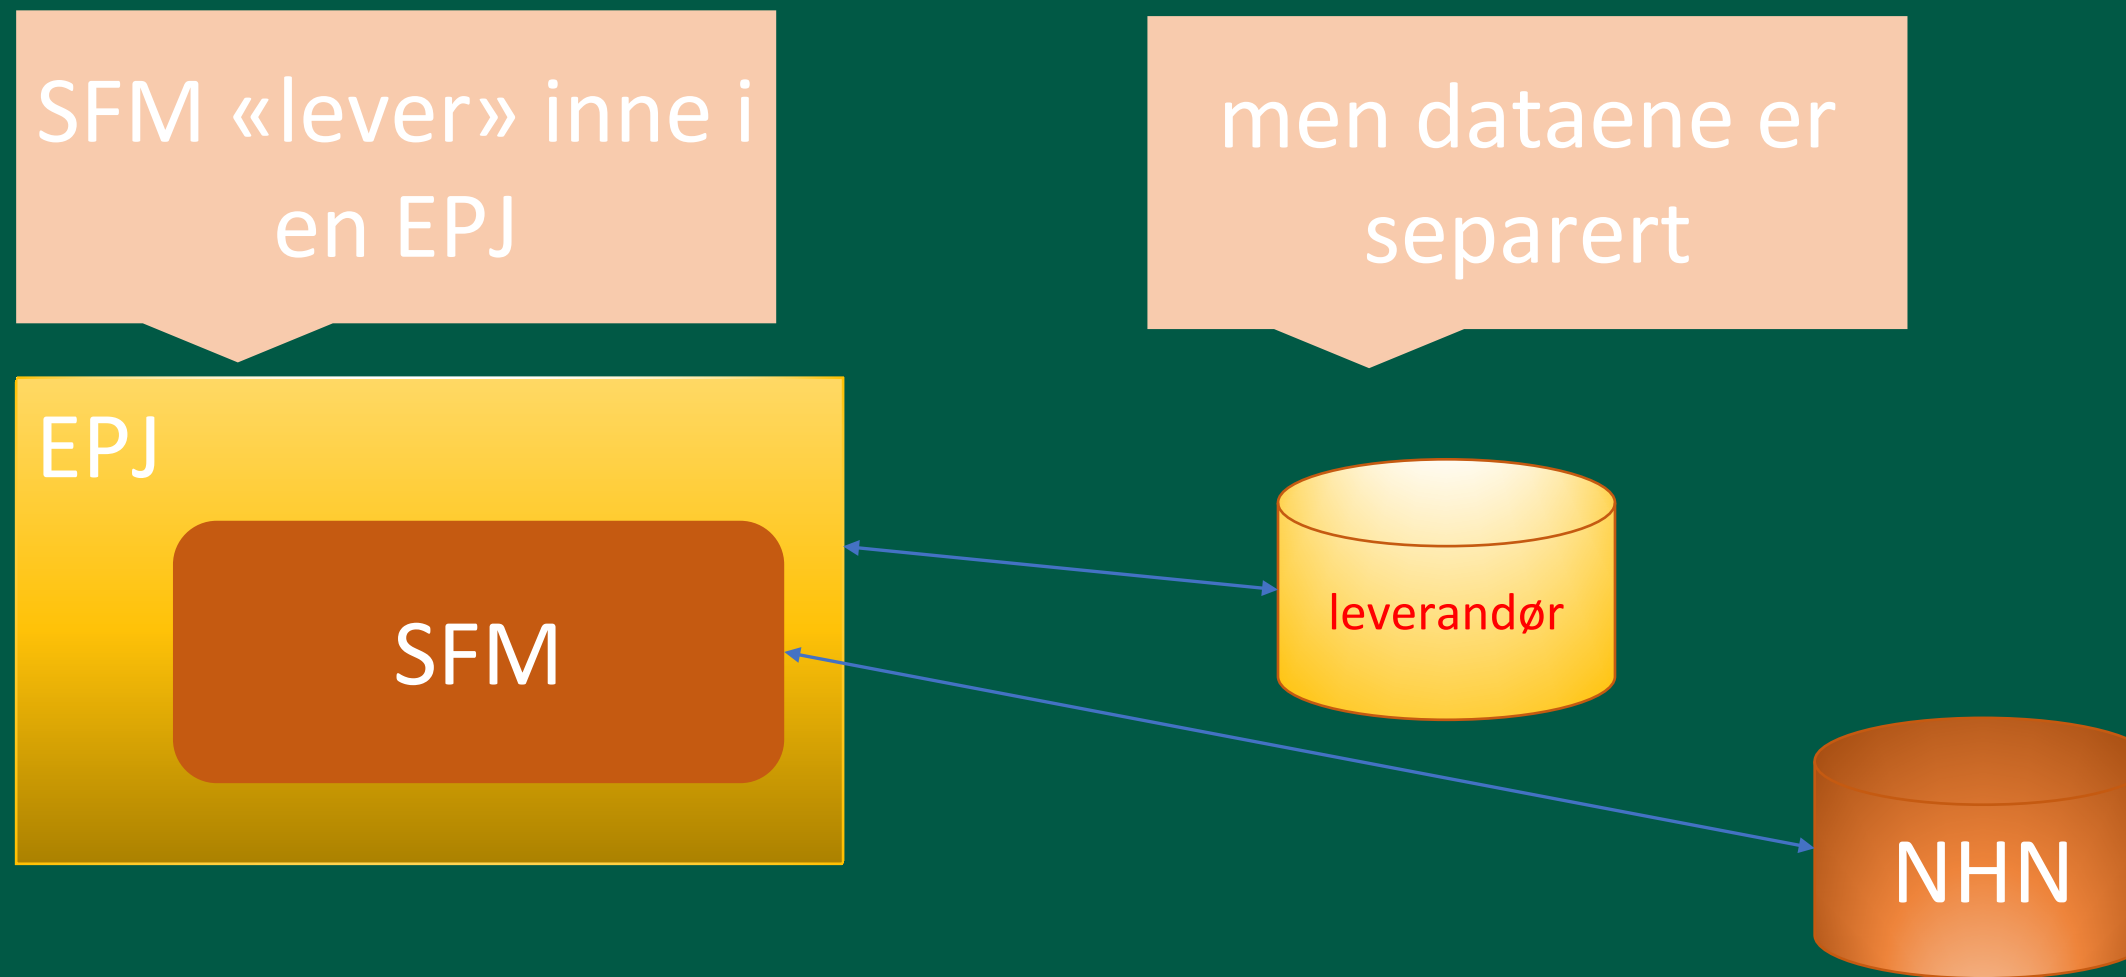 SFM «lever» inne i
en EPJ
men dataene er
separert
EPJ
SFM
leverandør
NHN